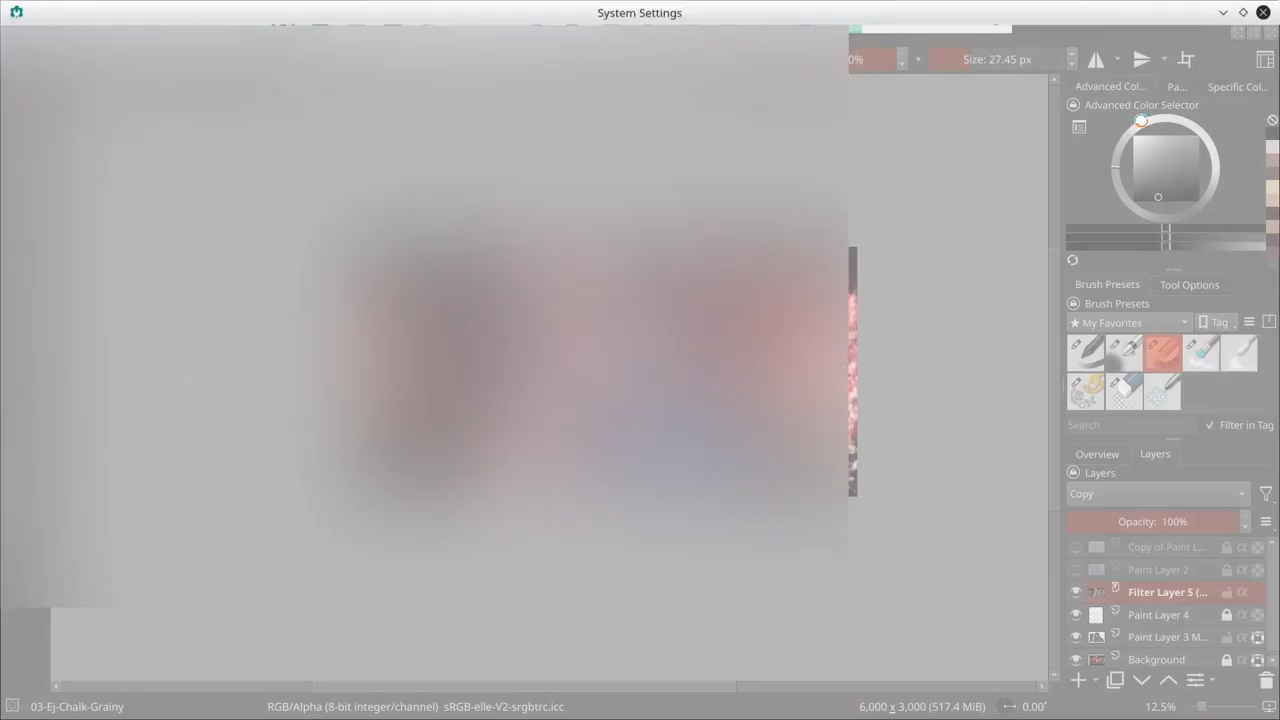 System Settings
0%
Size: 27.45 px
Advanced Col... Pa... Specific Col...
Advanced Color Selector
Brush Presets Tool Options
Brush Presets
★ My Favorites Tag
Search Filter in Tag
Overview Layers
Layers
Copy
Opacity: 100%
Copy of Paint L...
Paint Layer 2
Filter Layer 5 (...
Paint Layer 4
Paint Layer 3 M...
Background
03-Ej-Chalk-Grainy RGB/Alpha (8-bit integer/channel) sRGB-elle-V2-srgbtrc.icc 6,000 x 3,000 (517.4 MiB) 0.00° 12.5%